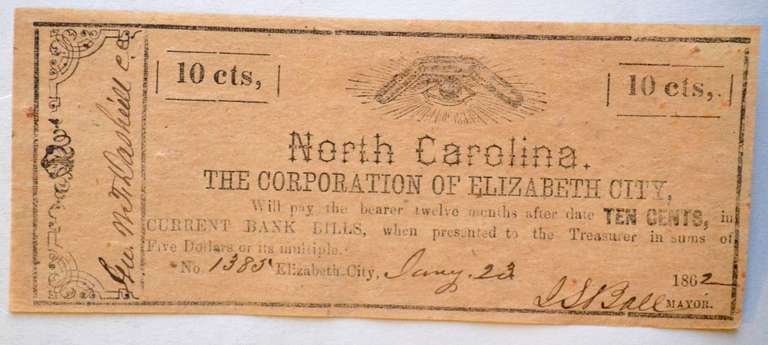 10 cts,
10 cts,
North Carolina.
THE CORPORATION OF ELIZABETH CITY,
Will pay the bearer twelve months after date TEN CENTS, in
CURRENT BANK BILLS, when presented to the Treasurer in sums of
Five Dollars or its multiple.
No. 1385 Elizabeth City, Jany. 23 1862
MAYOR.
Geo. W.